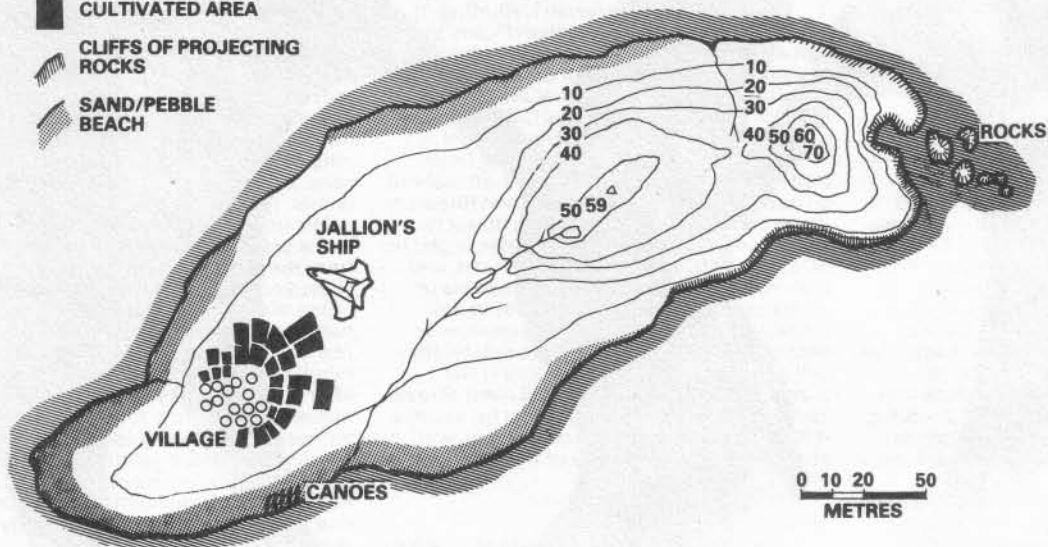 CULTIVATED AREA
CLIFFS OF PROJECTING
ROCKS
SAND/PEBBLE
BEACH
10
20
30
40
10
20
30
40 50 60
70
ROCKS
50 59
JALLION'S
SHIP
VILLAGE
CANOES
0 10 20 50
METRES